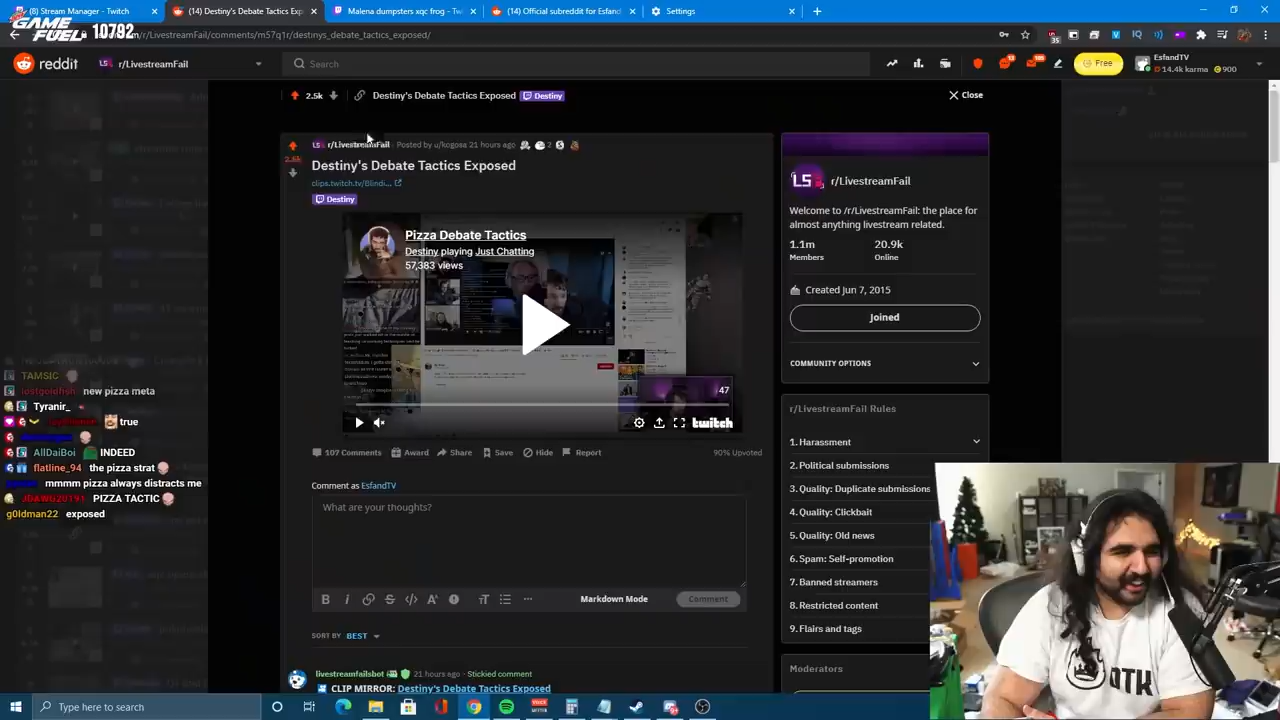 (8) Stream Manager - Twitch
(14) Destiny's Debate Tactics Exp
Malena dumpsters xqc frog - Twi
(14) Official subreddit for Esfand
Settings
GAME FUEL
10792
m/r/LivestreamFail/comments/m57q1r/destinys_debate_tactics_exposed/
reddit
r/LivestreamFail
Search
Free
EsfandTV
14.4k karma
900
2.5k
Destiny's Debate Tactics Exposed
Destiny
Close
r/LivestreamFail · Posted by u/kogosa 21 hours ago
2
2.6k
Destiny's Debate Tactics Exposed
clips.twitch.tv/Blindi...
Destiny
Pizza Debate Tactics
Destiny playing Just Chatting
57,383 views
47
twitch
107 Comments
Award
Share
Save
Hide
Report
90% Upvoted
Comment as EsfandTV
What are your thoughts?
B
i
Markdown Mode
Comment
SORT BY BEST
livestreamfailsbot
21 hours ago · Stickied comment
CLIP MIRROR: Destiny's Debate Tactics Exposed
r/LivestreamFail
Welcome to /r/LivestreamFail: the place for
almost anything livestream related.
1.1m
20.9k
Members
Online
Created Jun 7, 2015
Joined
COMMUNITY OPTIONS
r/LivestreamFail Rules
1. Harassment
2. Political submissions
3. Quality: Duplicate submissions
4. Quality: Clickbait
5. Quality: Old news
6. Spam: Self-promotion
7. Banned streamers
8. Restricted content
9. Flairs and tags
Moderators
TAMSIC
lostgoldfish new pizza meta
Tyranir_
true
AllDaiBoi INDEED
flatline_94 the pizza strat
mmmm pizza always distracts me
JDAWG20191 PIZZA TACTIC
g0ldman22 exposed
OTK
Type here to search